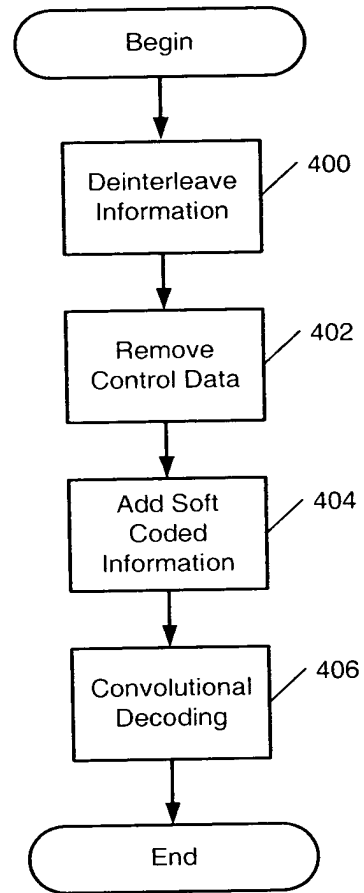 Begin
Deinterleave
Information
400
Remove
Control Data
402
Add Soft
Coded
Information
404
Convolutional
Decoding
406
End